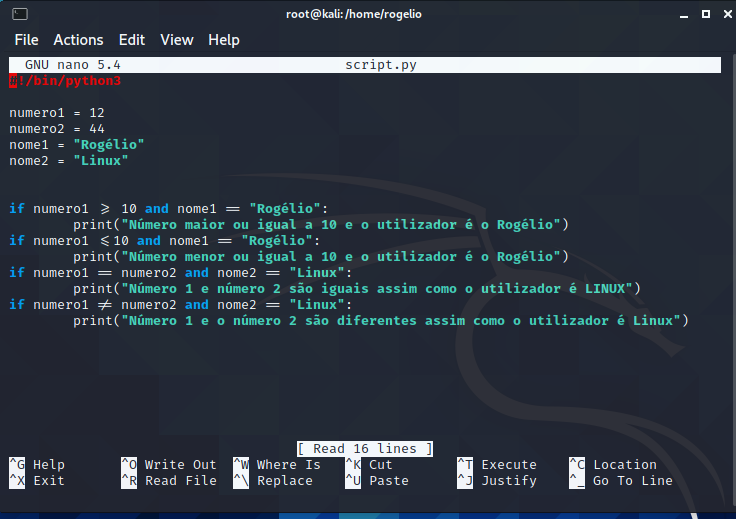 root@kali: /home/rogelio
File Actions Edit View Help
GNU nano 5.4 script.py
#!/bin/python3
numero1 = 12
numero2 = 44
nome1 = "Rogélio"
nome2 = "Linux"
if numero1 >= 10 and nome1 == "Rogélio":
print("Número maior ou igual a 10 e o utilizador é o Rogélio")
if numero1 <=10 and nome1 == "Rogélio":
print("Número menor ou igual a 10 e o utilizador é o Rogélio")
if numero1 == numero2 and nome2 == "Linux":
print("Número 1 e número 2 são iguais assim como o utilizador é LINUX")
if numero1 != numero2 and nome2 == "Linux":
print("Número 1 e o número 2 são diferentes assim como o utilizador é Linux")
[ Read 16 lines ]
^G Help ^O Write Out ^W Where Is ^K Cut ^T Execute ^C Location
^X Exit ^R Read File ^\ Replace ^U Paste ^J Justify ^_ Go To Line